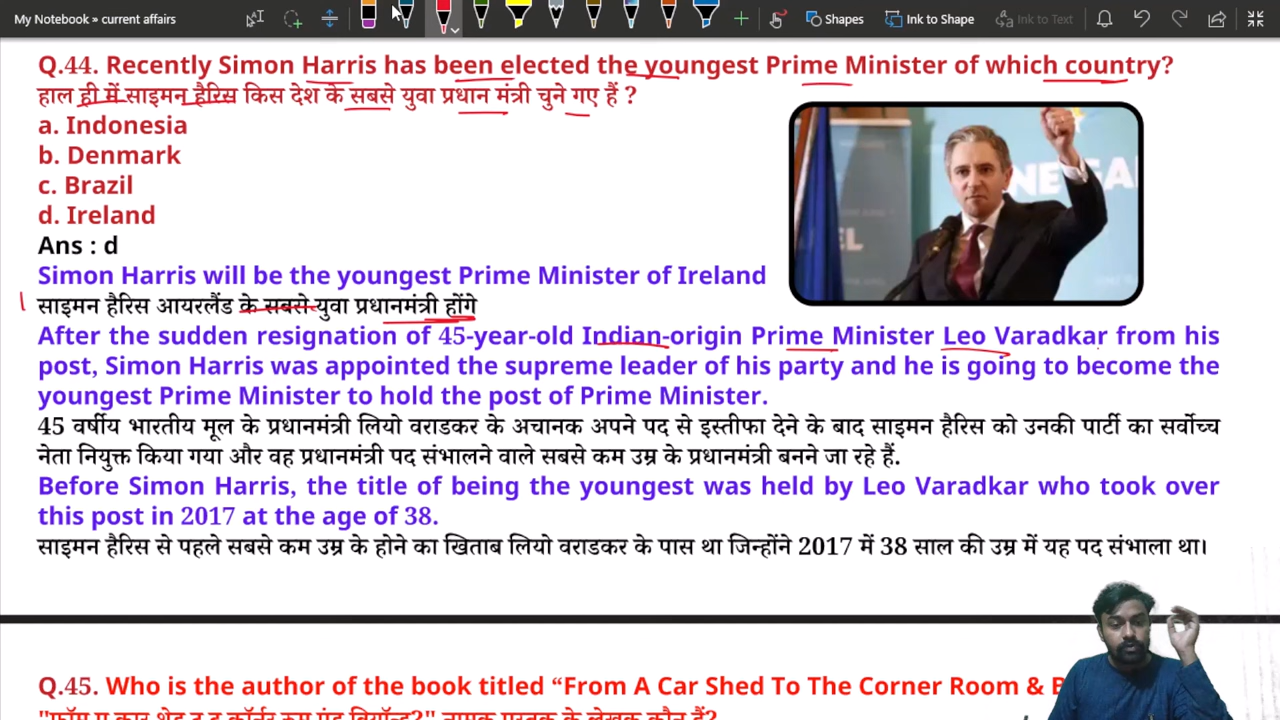 My Notebook » current affairs
Shapes
Ink to Shape
Ink to Text
Q.44. Recently Simon Harris has been elected the youngest Prime Minister of which country?
हाल ही में साइमन हैरिस किस देश के सबसे युवा प्रधान मंत्री चुने गए हैं ?
a. Indonesia
b. Denmark
c. Brazil
d. Ireland
Ans : d
Simon Harris will be the youngest Prime Minister of Ireland
साइमन हैरिस आयरलैंड के सबसे युवा प्रधानमंत्री होंगे
After the sudden resignation of 45-year-old Indian-origin Prime Minister Leo Varadkar from his
post, Simon Harris was appointed the supreme leader of his party and he is going to become the
youngest Prime Minister to hold the post of Prime Minister.
45 वर्षीय भारतीय मूल के प्रधानमंत्री लियो वराडकर के अचानक अपने पद से इस्तीफा देने के बाद साइमन हैरिस को उनकी पार्टी का सर्वोच्च
नेता नियुक्त किया गया और वह प्रधानमंत्री पद संभालने वाले सबसे कम उम्र के प्रधानमंत्री बनने जा रहे हैं.
Before Simon Harris, the title of being the youngest was held by Leo Varadkar who took over
this post in 2017 at the age of 38.
साइमन हैरिस से पहले सबसे कम उम्र के होने का खिताब लियो वराडकर के पास था जिन्होंने 2017 में 38 साल की उम्र में यह पद संभाला था।
Q.45. Who is the author of the book titled “From A Car Shed To The Corner Room & B
नामक पुस्तक के लेखक कौन हैं?